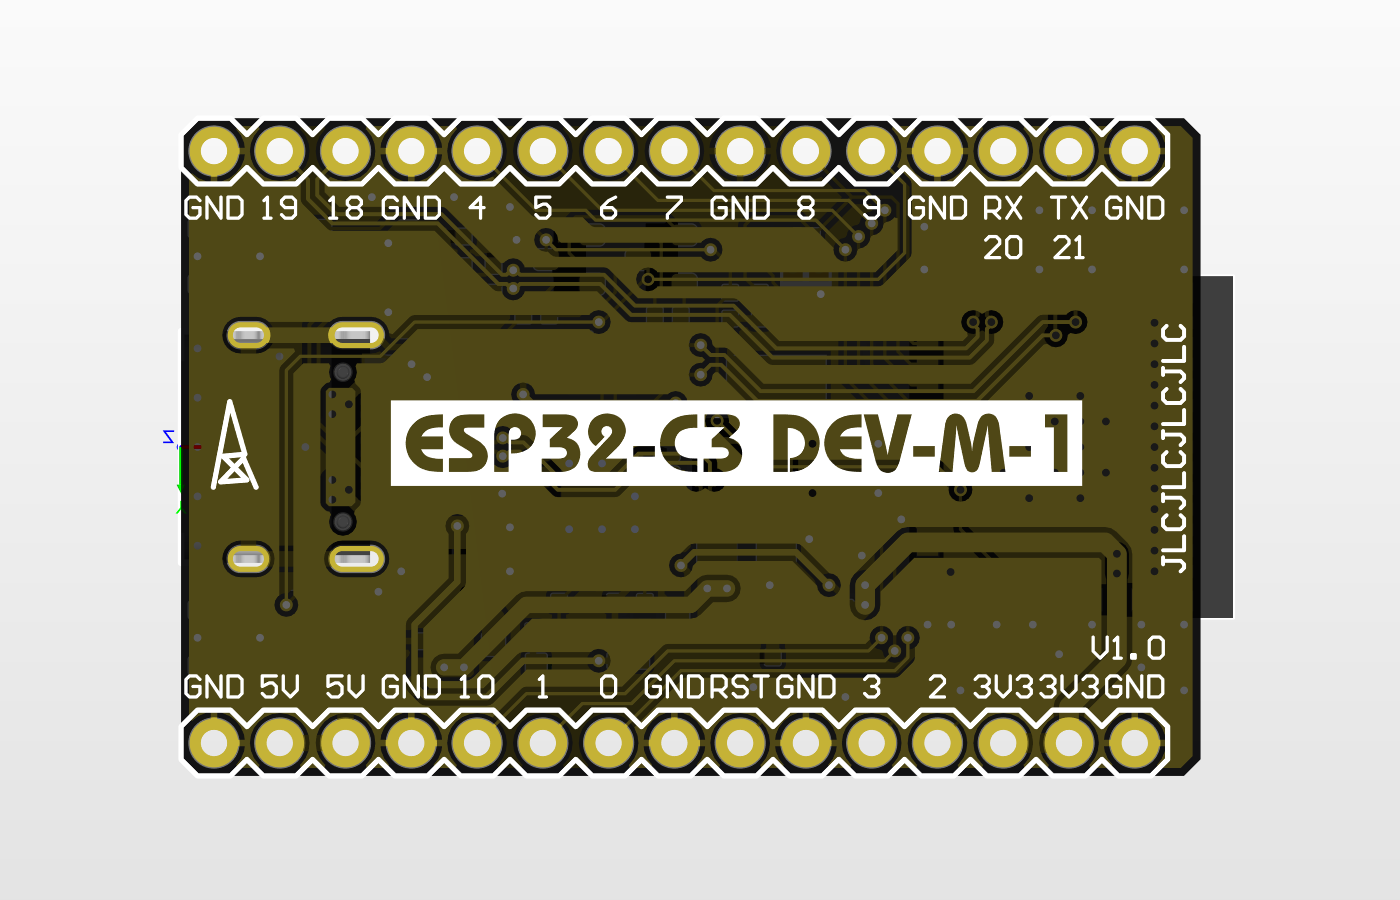 GND 19 18 GND 4 5 6 7 GND 8 9 GND RX TX GND
20 21
ESP32-C3 DEV-M-1
JLCJLCJLCJLCJLC
V1.0
GND 5V 5V GND 10 1 0 GND RST GND 3 2 3V3 3V3 GND
Z
Y